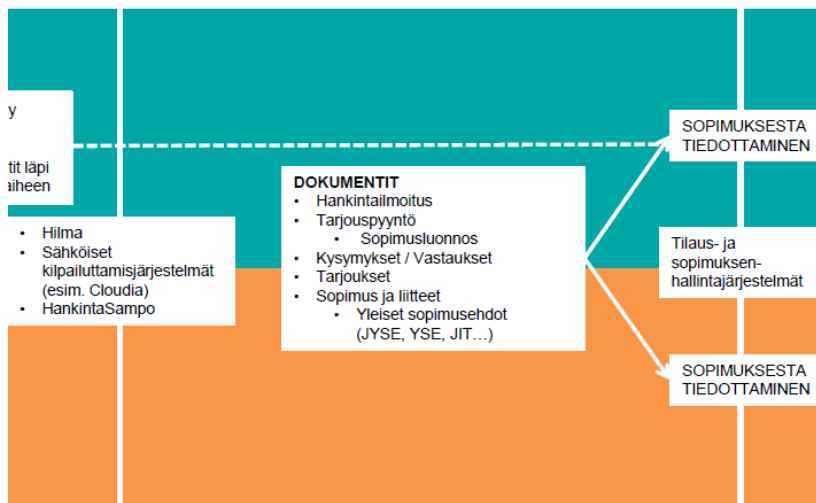 y
tit läpi
aiheen
• Hilma
• Sähköiset
kilpailuttamisjärjestelmät
(esim. Cloudia)
• HankintaSampo
DOKUMENTIT
• Hankintailmoitus
• Tarjouspyyntö
• Sopimusluonnos
• Kysymykset / Vastaukset
• Tarjoukset
• Sopimus ja liitteet
• Yleiset sopimusehdot
(JYSE, YSE, JIT…)
SOPIMUKSESTA
TIEDOTTAMINEN
Tilaus- ja
sopimuksen-
hallintajärjestelmät
SOPIMUKSESTA
TIEDOTTAMINEN